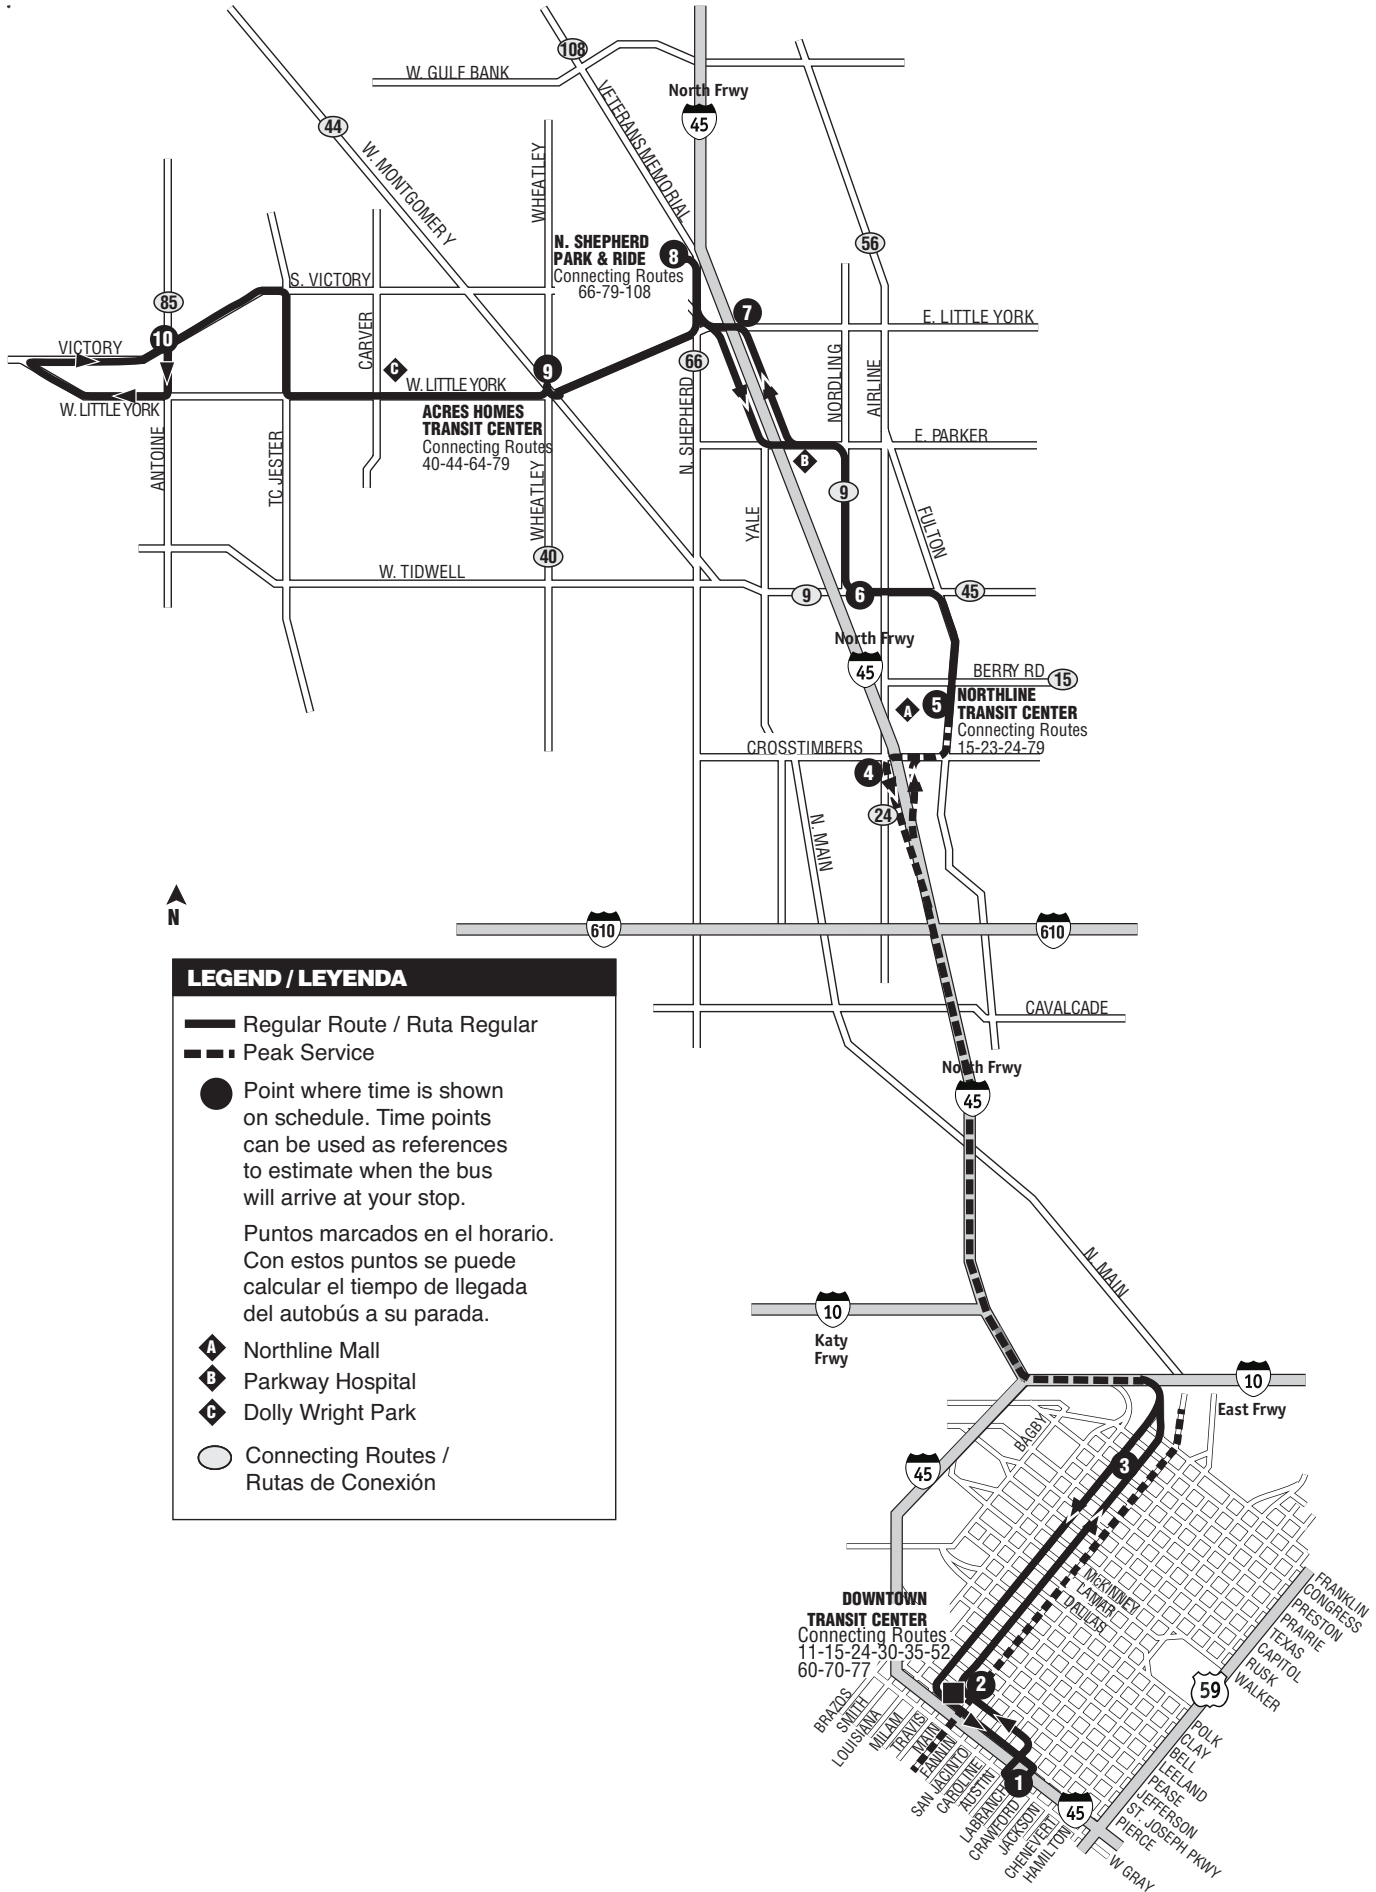 108
W. GULF BANK
North Frwy
45
VETERANS MEMORIAL
44
W. MONTGOMERY
WHEATLEY
N. SHEPHERD
PARK & RIDE
Connecting Routes
66-79-108
8
56
S. VICTORY
85
10
VICTORY
CARVER
C
9
7
E. LITTLE YORK
66
W. LITTLE YORK
W. LITTLE YORK
ACRES HOMES
TRANSIT CENTER
Connecting Routes
40-44-64-79
N. SHEPHERD
NORDLING
AIRLINE
E. PARKER
B
9
ANTOINE
TC JESTER
WHEATLEY
40
YALE
FULTON
W. TIDWELL
9
6
45
North Frwy
45
BERRY RD
15
A
5
NORTHLINE
TRANSIT CENTER
Connecting Routes
15-23-24-79
CROSSTIMBERS
4
24
N. MAIN
N
610
610
CAVALCADE
North Frwy
45
LEGEND / LEYENDA
Regular Route / Ruta Regular
Peak Service
Point where time is shown
on schedule. Time points
can be used as references
to estimate when the bus
will arrive at your stop.
Puntos marcados en el horario.
Con estos puntos se puede
calcular el tiempo de llegada
del autobús a su parada.
A Northline Mall
B Parkway Hospital
C Dolly Wright Park
Connecting Routes /
Rutas de Conexión
N. MAIN
10
Katy
Frwy
10
East Frwy
BAGBY
45
3
MCKINNEY
LAMAR
DALLAS
DOWNTOWN
TRANSIT CENTER
Connecting Routes
11-15-24-30-35-52
60-70-77
2
FRANKLIN
CONGRESS
PRESTON
PRAIRIE
TEXAS
CAPITOL
RUSK
WALKER
59
BRAZOS
SMITH
LOUISIANA
MILAM
TRAVIS
MAIN
FANNIN
SAN JACINTO
CAROLINE
AUSTIN
LABRANCH
CRAWFORD
JACKSON
CHENEVERT
HAMILTON
1
45
POLK
CLAY
BELL
LEELAND
PEASE
JEFFERSON
ST. JOSEPH PKWY
PIERCE
W GRAY